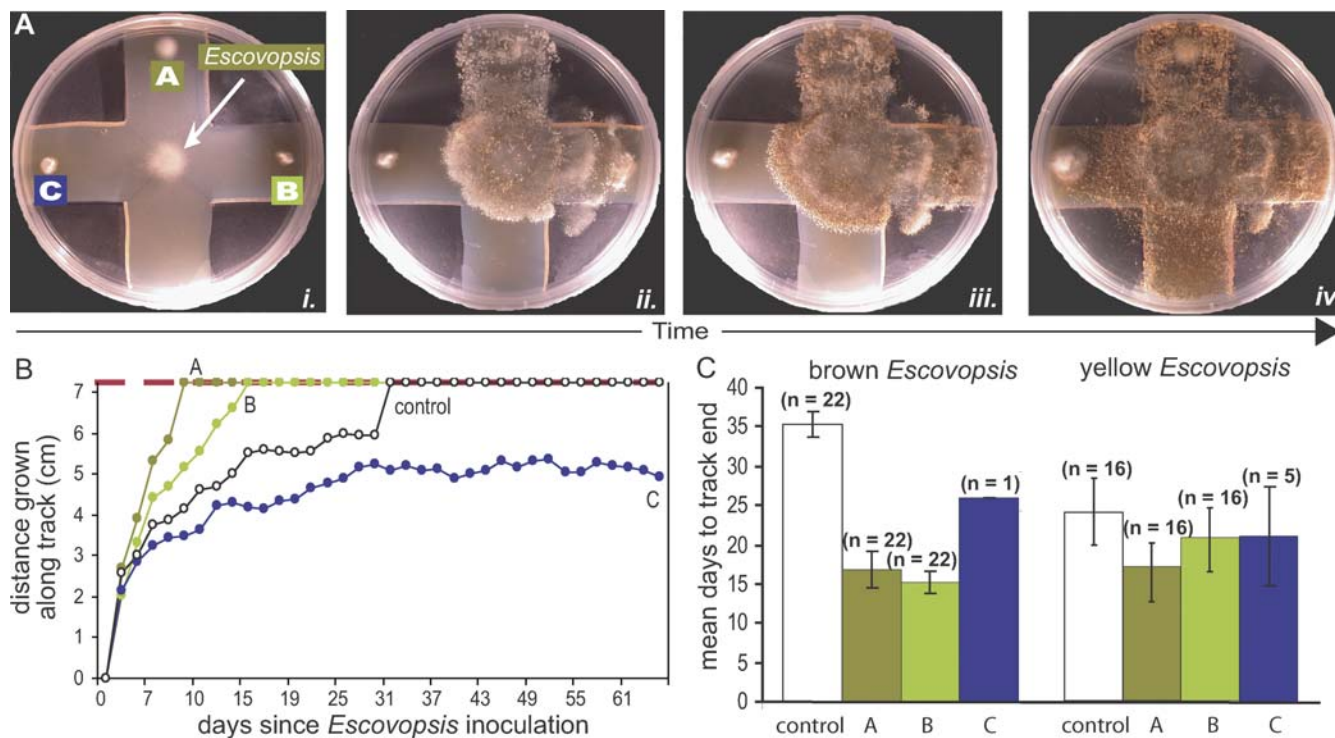 A
A
Escovopsis
C
B
i.
ii.
iii.
iv
Time
B
distance grown
along track (cm)
7
6
5
4
3
2
1
0
A
B
control
C
0 7 10 15 19 25 31 37 43 49 55 61
days since Escovopsis inoculation
C
brown Escovopsis yellow Escovopsis
mean days to track end
40
35
30
25
20
15
10
5
0
(n = 22)
(n = 22)
(n = 22)
(n = 1)
(n = 16)
(n = 16)
(n = 16)
(n = 5)
control A B C control A B C